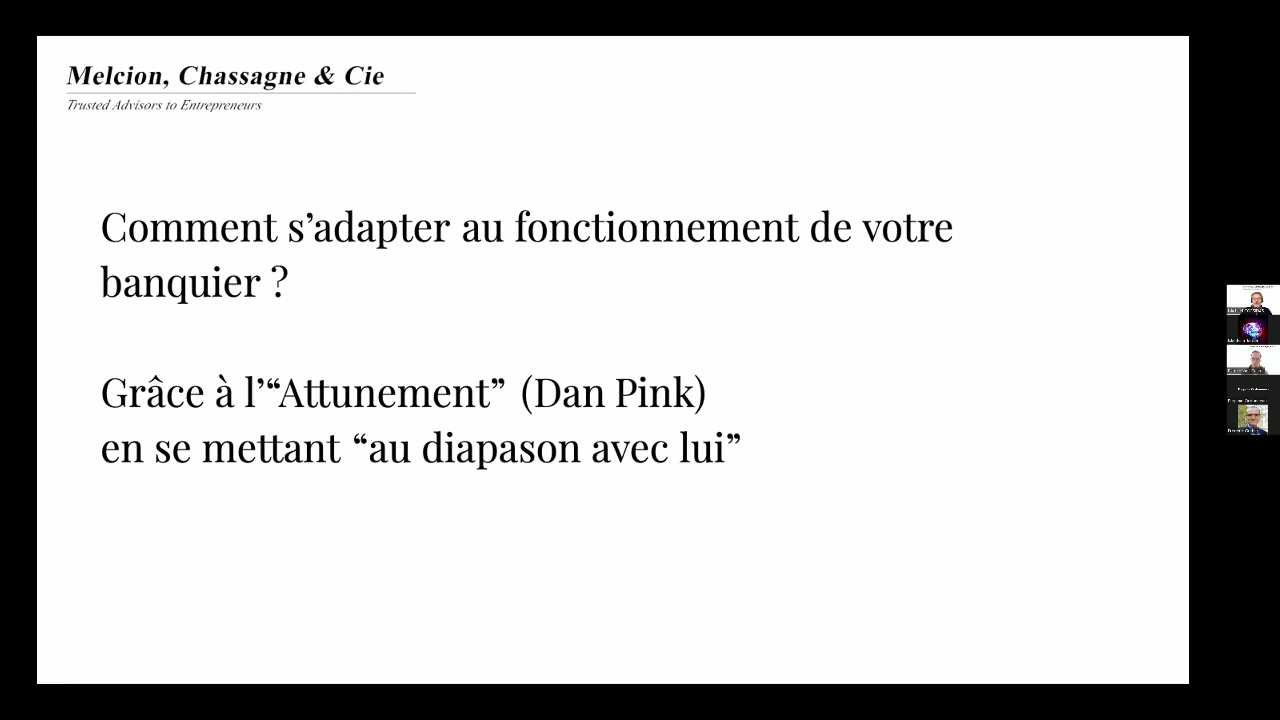 Melcion, Chassagne & Cie
Trusted Advisors to Entrepreneurs
Comment s’adapter au fonctionnement de votre
banquier ?
Grâce à l’“Attunement” (Dan Pink)
en se mettant “au diapason avec lui”